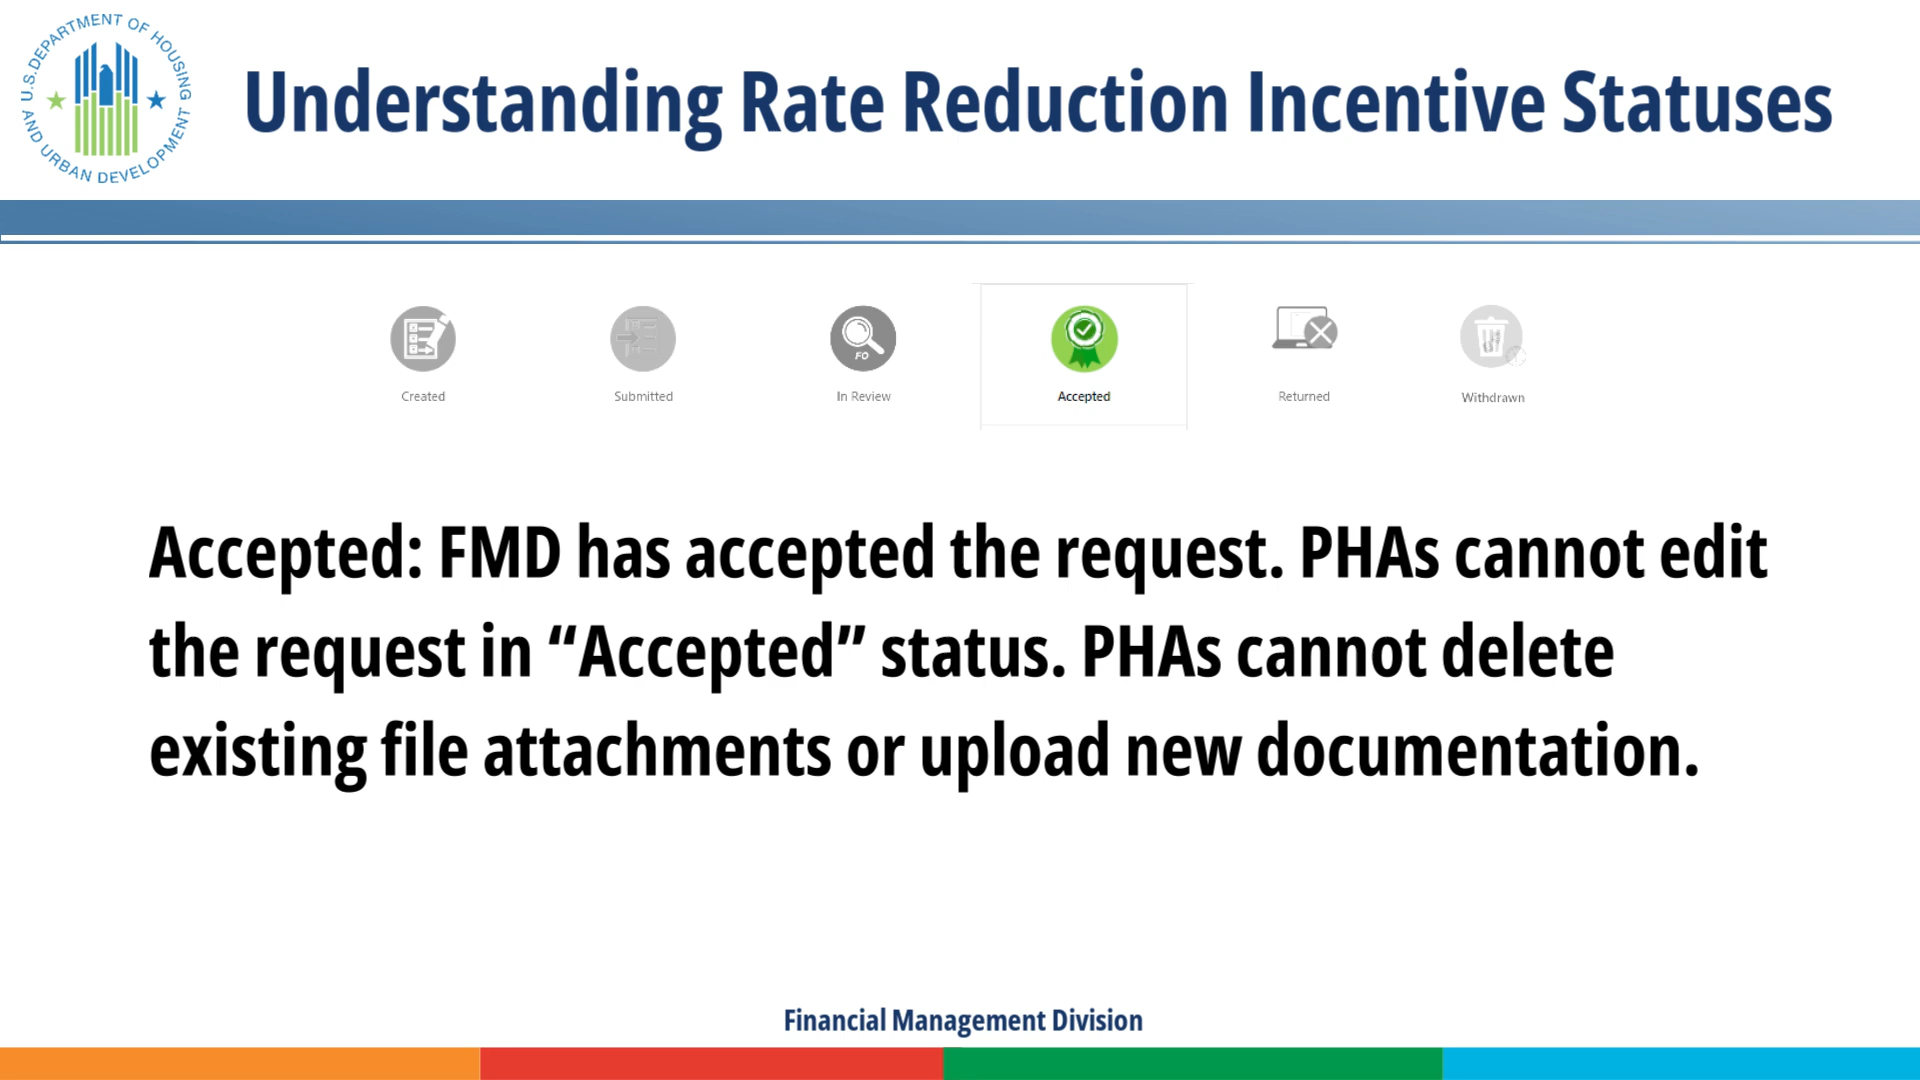 U.S. DEPARTMENT OF HOUSING
AND URBAN DEVELOPMENT
Understanding Rate Reduction Incentive Statuses
FO
Created
Submitted
In Review
Accepted
Returned
Withdrawn
Accepted: FMD has accepted the request. PHAs cannot edit
the request in “Accepted” status. PHAs cannot delete
existing file attachments or upload new documentation.
Financial Management Division